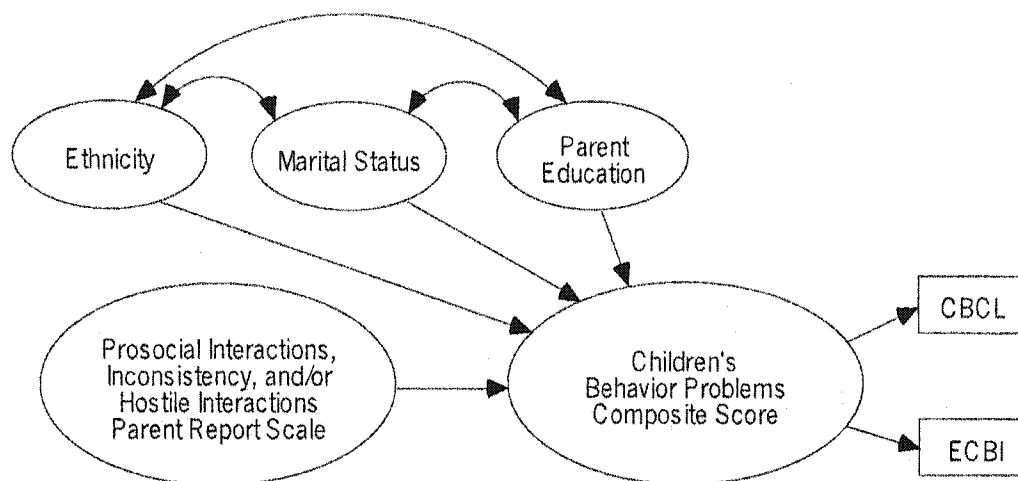 Ethnicity
Marital Status
Parent
Education
Prosocial Interactions,
Inconsistency, and/or
Hostile Interactions
Parent Report Scale
Children's
Behavior Problems
Composite Score
CBCL
ECBI